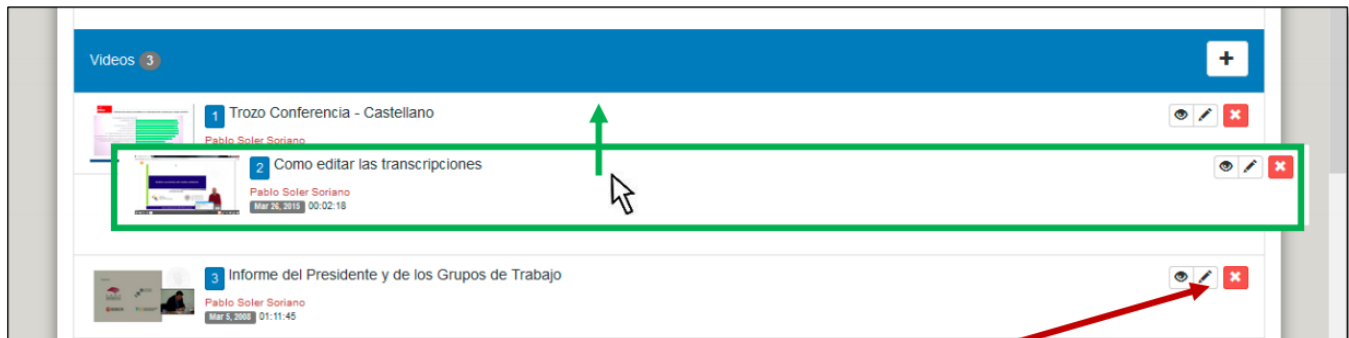 Videos 3
1 Trozo Conferencia - Castellano
Pablo Soler Soriano
2 Como editar las transcripciones
Pablo Soler Soriano
Mar 26, 2015 00:02:18
3 Informe del Presidente y de los Grupos de Trabajo
Pablo Soler Soriano
Mar 5, 2008 01:11:45